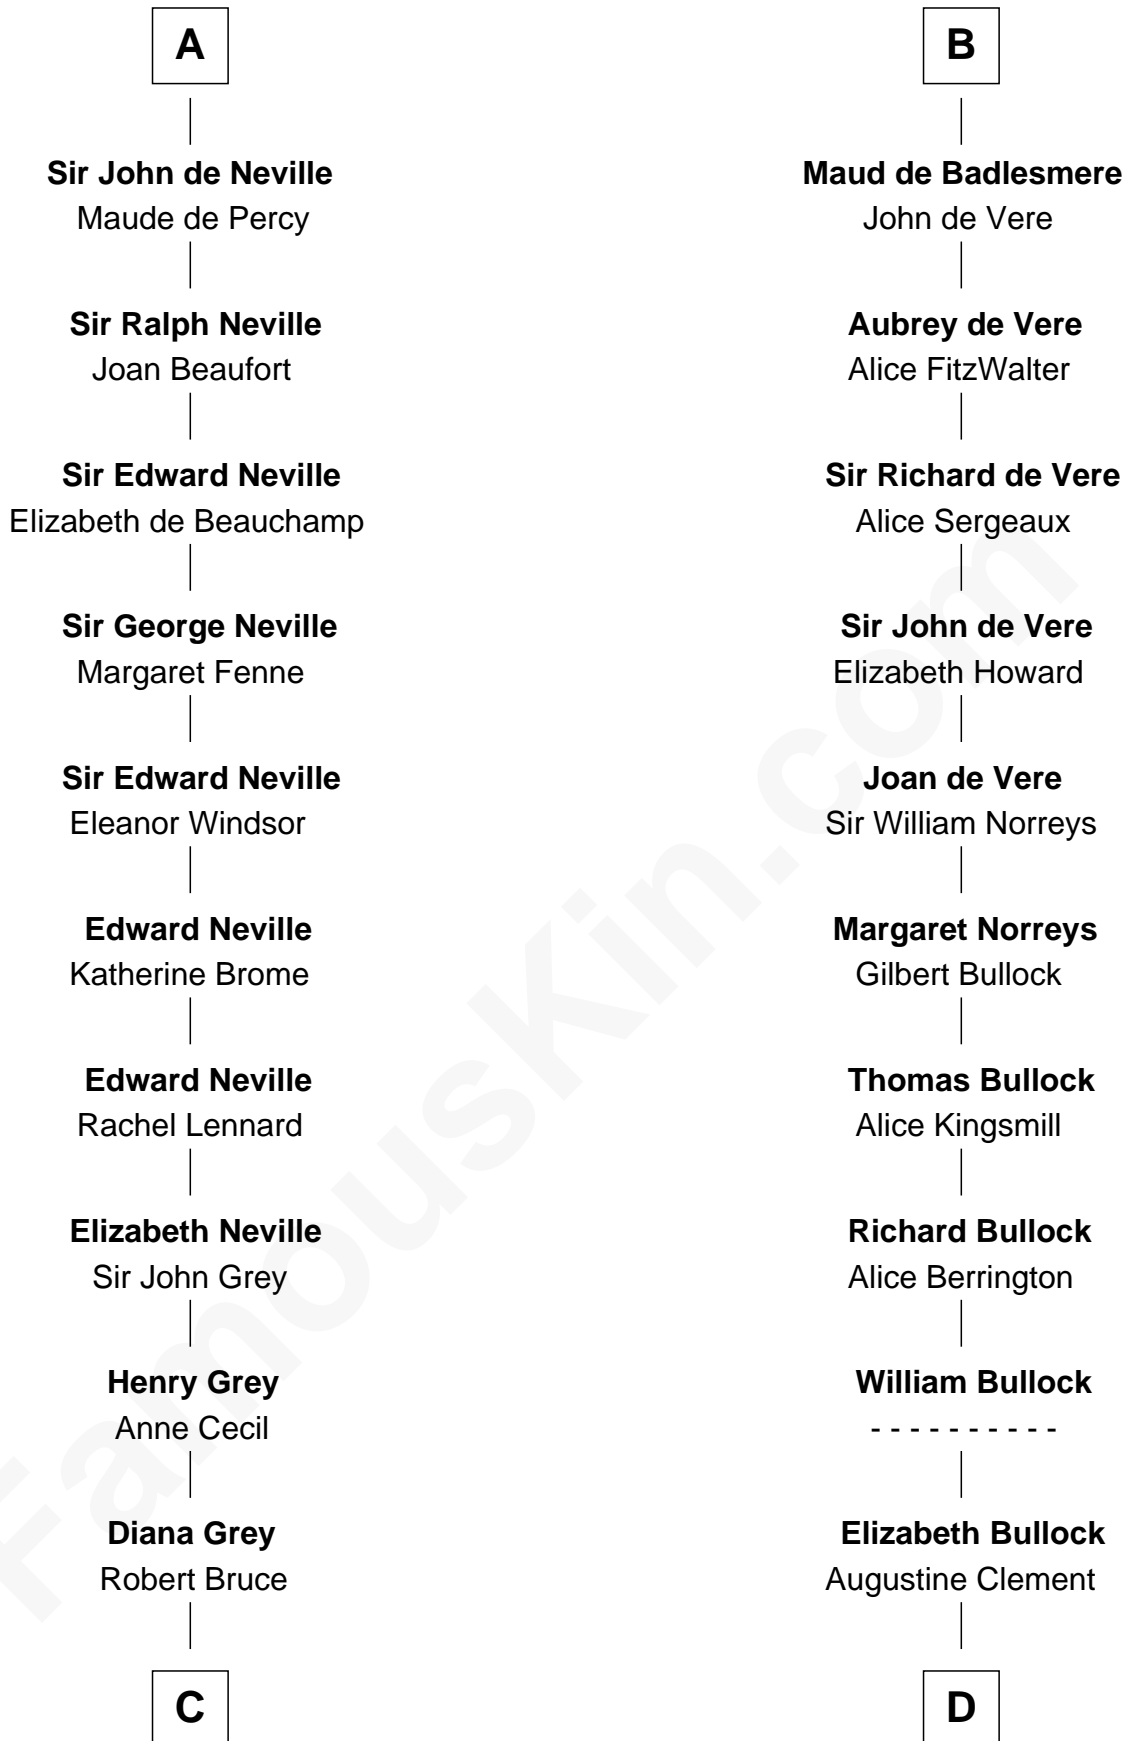 A
Sir John de Neville
Maude de Percy
Sir Ralph Neville
Joan Beaufort
Sir Edward Neville
Elizabeth de Beauchamp
Sir George Neville
Margaret Fenne
Sir Edward Neville
Eleanor Windsor
Edward Neville
Katherine Brome
Edward Neville
Rachel Lennard
Elizabeth Neville
Sir John Grey
Henry Grey
Anne Cecil
Diana Grey
Robert Bruce
C
B
Maud de Badlesmere
John de Vere
Aubrey de Vere
Alice FitzWalter
Sir Richard de Vere
Alice Sergeaux
Sir John de Vere
Elizabeth Howard
Joan de Vere
Sir William Norreys
Margaret Norreys
Gilbert Bullock
Thomas Bullock
Alice Kingsmill
Richard Bullock
Alice Berrington
William Bullock
- - - - - - - - - -
Elizabeth Bullock
Augustine Clement
D
FamousKin.com